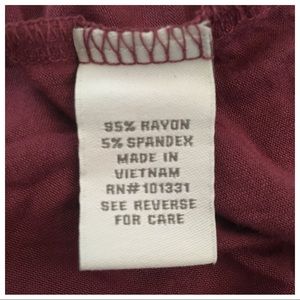 95% RAYON
5% SPANDEX
MADE IN
VIETNAM
RN#101331
SEE REVERSE
FOR CARE